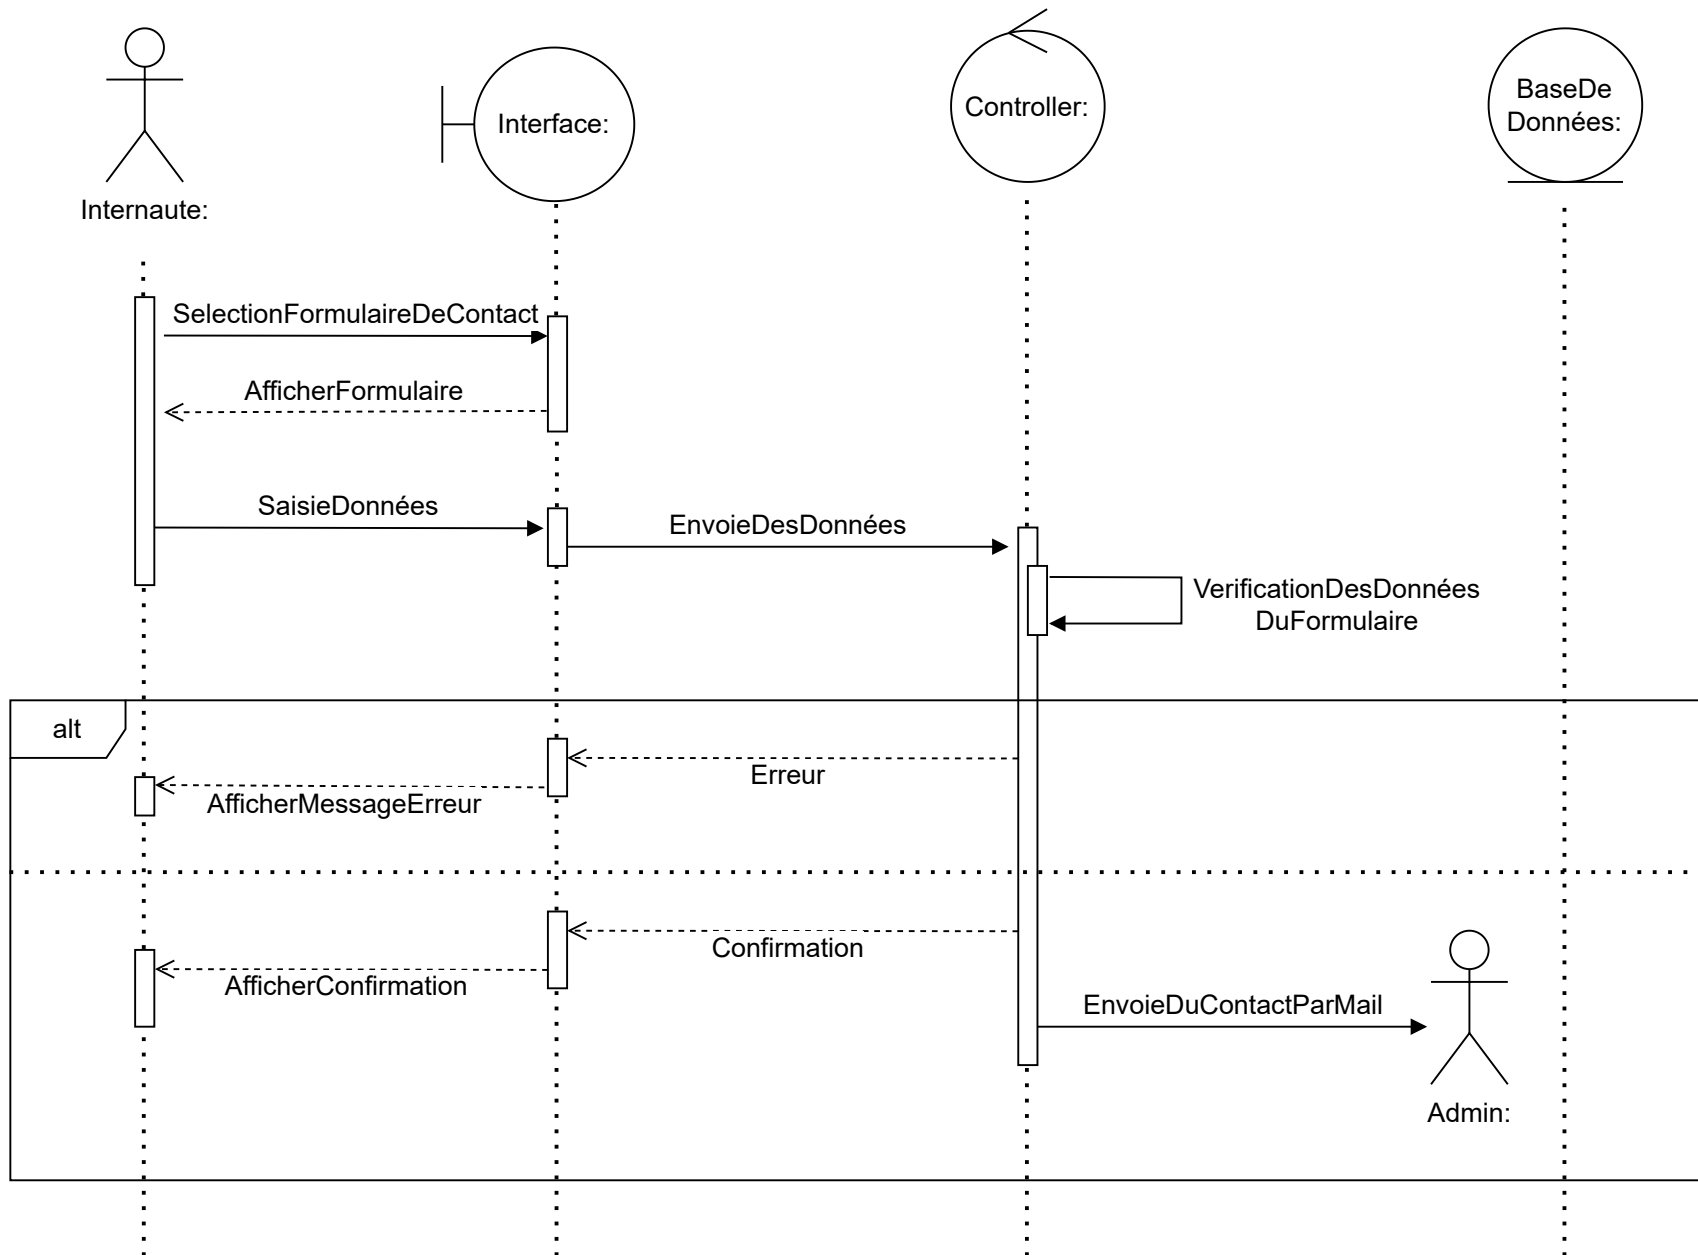 Internaute:
Interface:
Controller:
BaseDe
Données:
SelectionFormulaireDeContact
AfficherFormulaire
SaisieDonnées
EnvoieDesDonnées
VerificationDesDonnées
DuFormulaire
alt
Erreur
AfficherMessageErreur
Confirmation
AfficherConfirmation
EnvoieDuContactParMail
Admin: